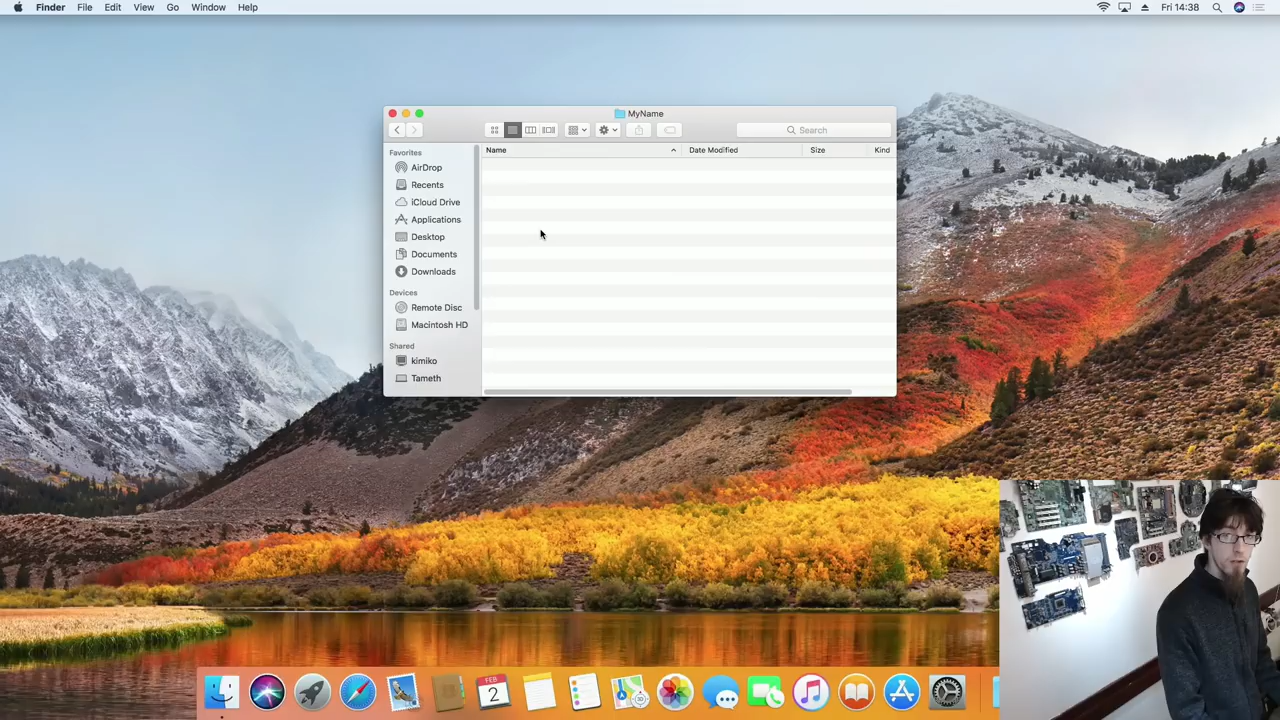 Finder File Edit View Go Window Help Fri 14:38
MyName
Search
Name Date Modified Size Kind
Favorites
AirDrop
Recents
iCloud Drive
Applications
Desktop
Documents
Downloads
Devices
Remote Disc
Macintosh HD
Shared
kimiko
Tameth
FEB
2